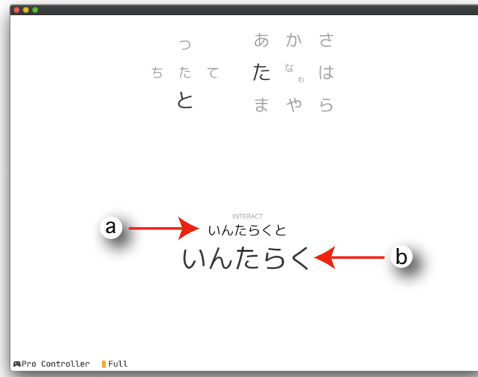 っ
ちたて
と
あかさ
たなは
わ
まやら
INTERACT
a
いんたらくと
いんたらく
b
Pro Controller Full